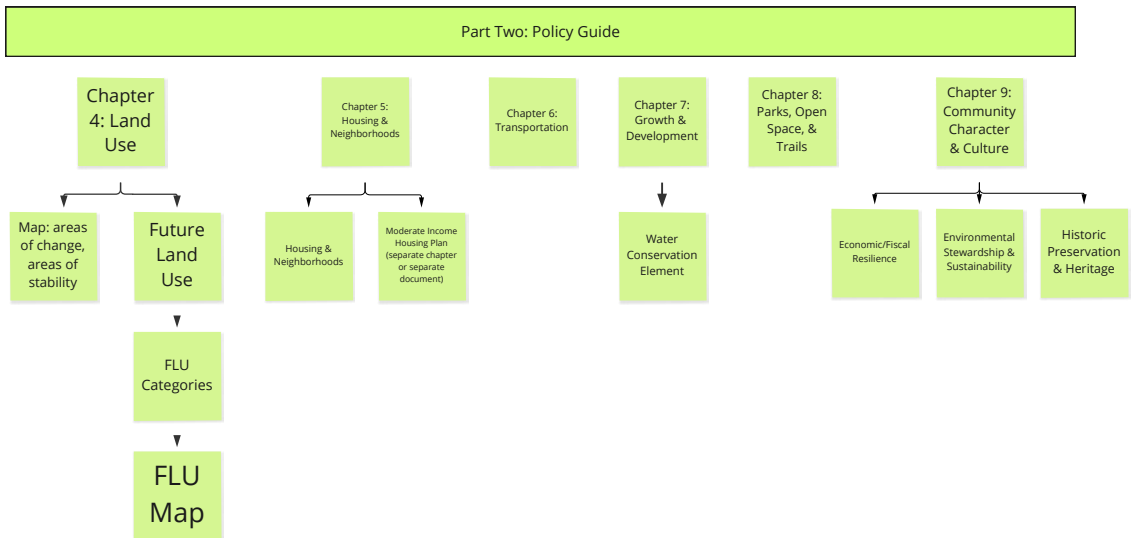 Part Two: Policy Guide
Chapter
4: Land
Use
Chapter 5:
Housing &
Neighborhoods
Chapter 6:
Transportation
Chapter 7:
Growth &
Development
Chapter 8:
Parks, Open
Space, &
Trails
Chapter 9:
Community
Character
& Culture
Map: areas
of change,
areas of
stability
Future
Land
Use
Housing &
Neighborhoods
Moderate Income
Housing Plan
(separate chapter
or separate
document)
Water
Conservation
Element
Economic/Fiscal
Resilience
Environmental
Stewardship &
Sustainability
Historic
Preservation
& Heritage
FLU
Categories
FLU
Map